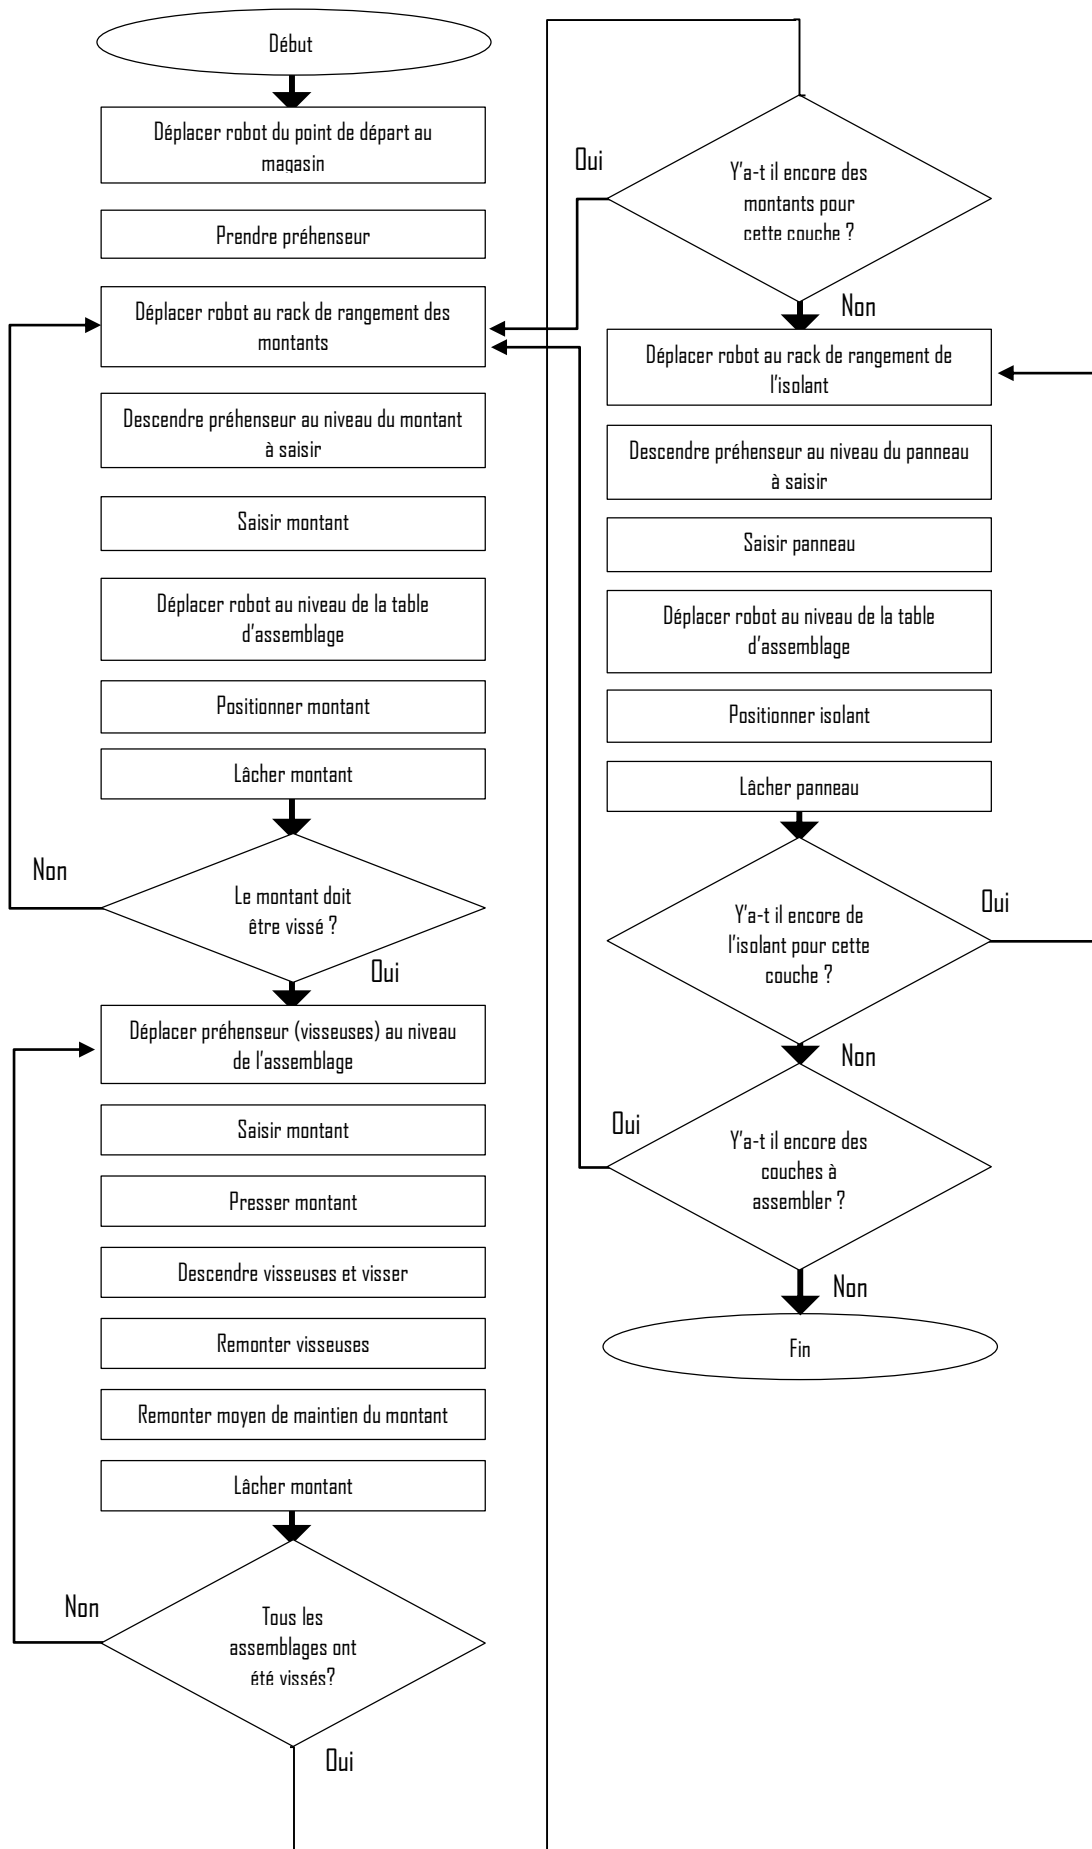 Début
Déplacer robot du point de départ au
magasin
Prendre préhenseur
Déplacer robot au rack de rangement des
montants
Descendre préhenseur au niveau du montant
à saisir
Saisir montant
Déplacer robot au niveau de la table
d'assemblage
Positionner montant
Lâcher montant
Non
Le montant doit
être vissé ?
Oui
Déplacer préhenseur (visseuses) au niveau
de l'assemblage
Saisir montant
Presser montant
Descendre visseuses et visser
Remonter visseuses
Remonter moyen de maintien du montant
Lâcher montant
Non
Tous les
assemblages ont
été vissés?
Oui
Oui
Y'a-t il encore des
montants pour
cette couche ?
Non
Déplacer robot au rack de rangement de
l'isolant
Descendre préhenseur au niveau du panneau
à saisir
Saisir panneau
Déplacer robot au niveau de la table
d'assemblage
Positionner isolant
Lâcher panneau
Y'a-t il encore de
l'isolant pour cette
couche ?
Oui
Non
Oui
Y'a-t il encore des
couches à
assembler ?
Non
Fin